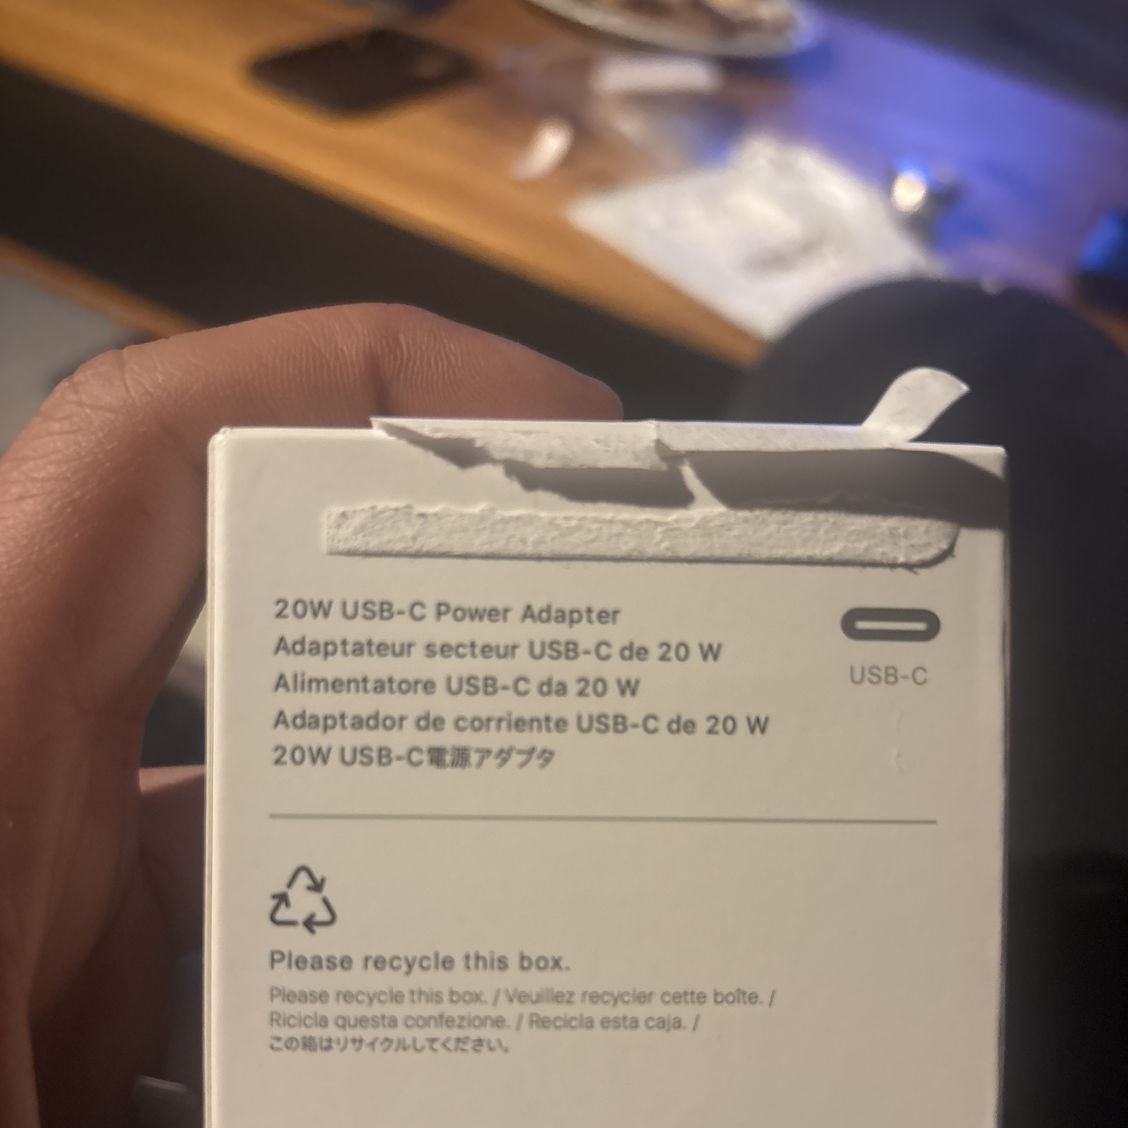 20W USB-C Power Adapter
Adaptateur secteur USB-C de 20 W
Alimentatore USB-C da 20 W
Adaptador de corriente USB-C de 20 W
20W USB-C電源アダプタ
USB-C
Please recycle this box.
Please recycle this box. / Veuillez recycler cette boîte. /
Ricicla questa confezione. / Recicla esta caja. /
この箱はリサイクルしてください。